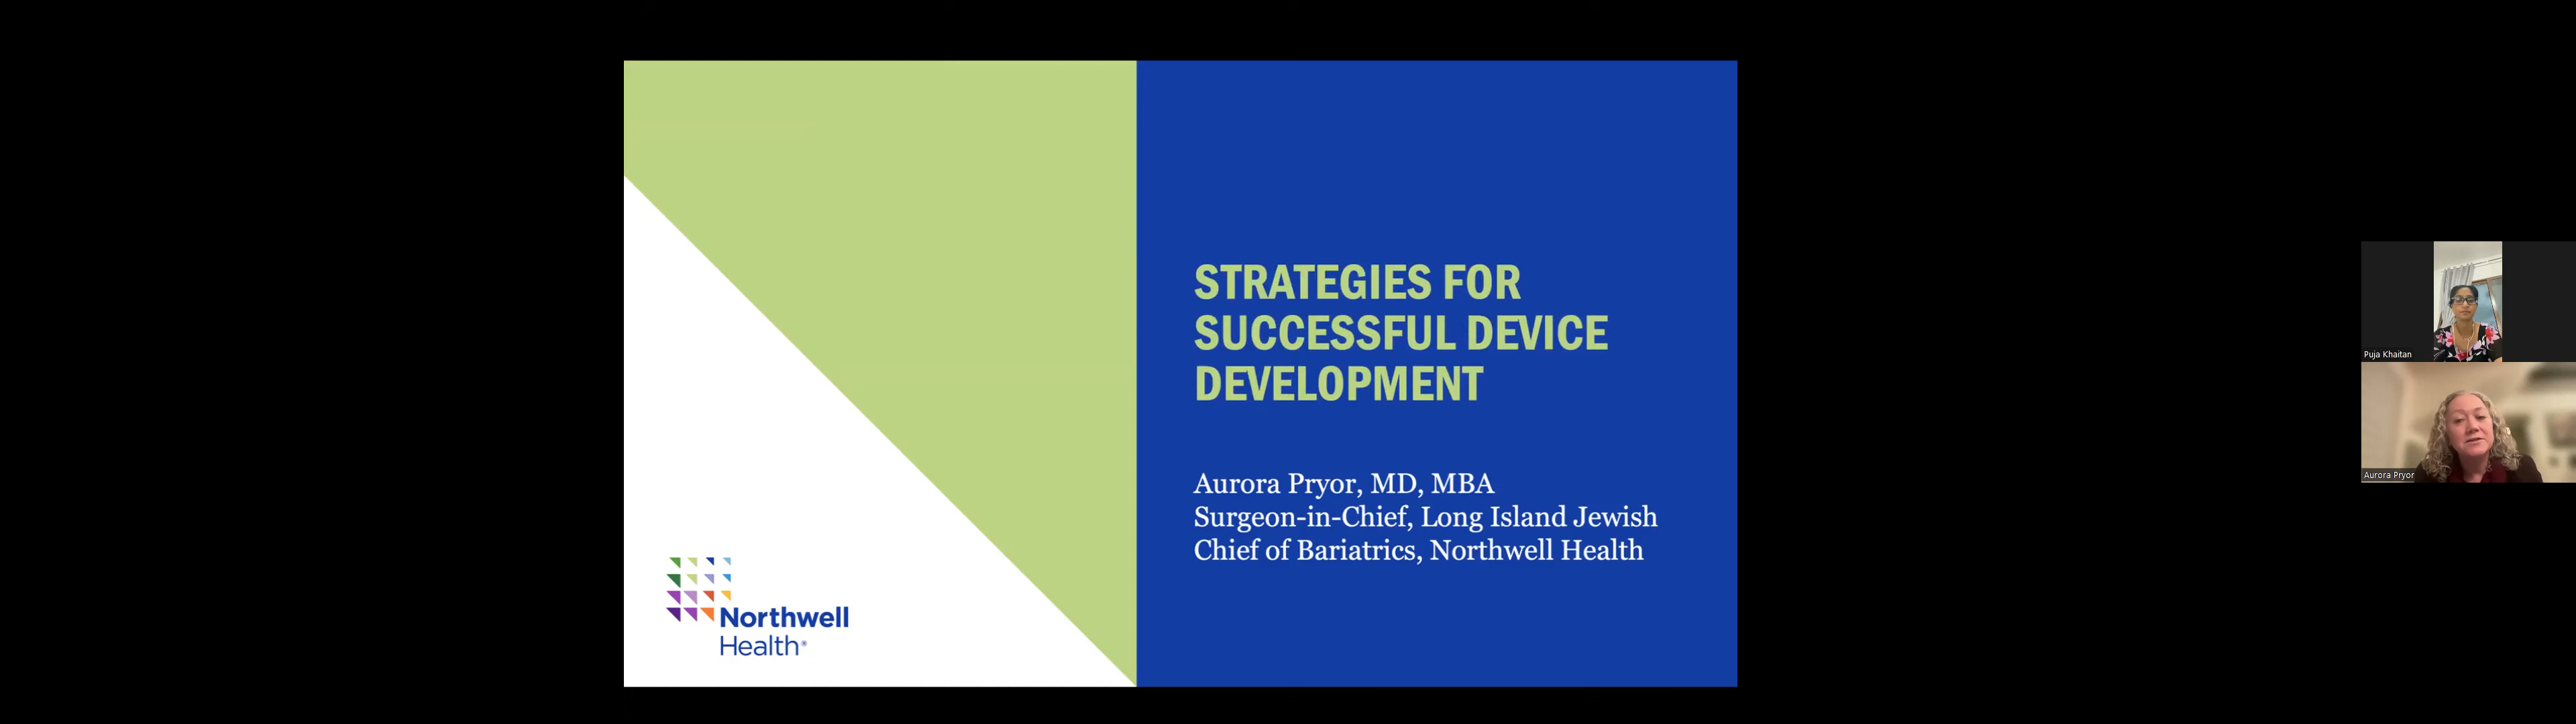 STRATEGIES FOR
SUCCESSFUL DEVICE
DEVELOPMENT
Aurora Pryor, MD, MBA
Surgeon-in-Chief, Long Island Jewish
Chief of Bariatrics, Northwell Health
Northwell
Health®
Puja Khaitan
Aurora Pryor